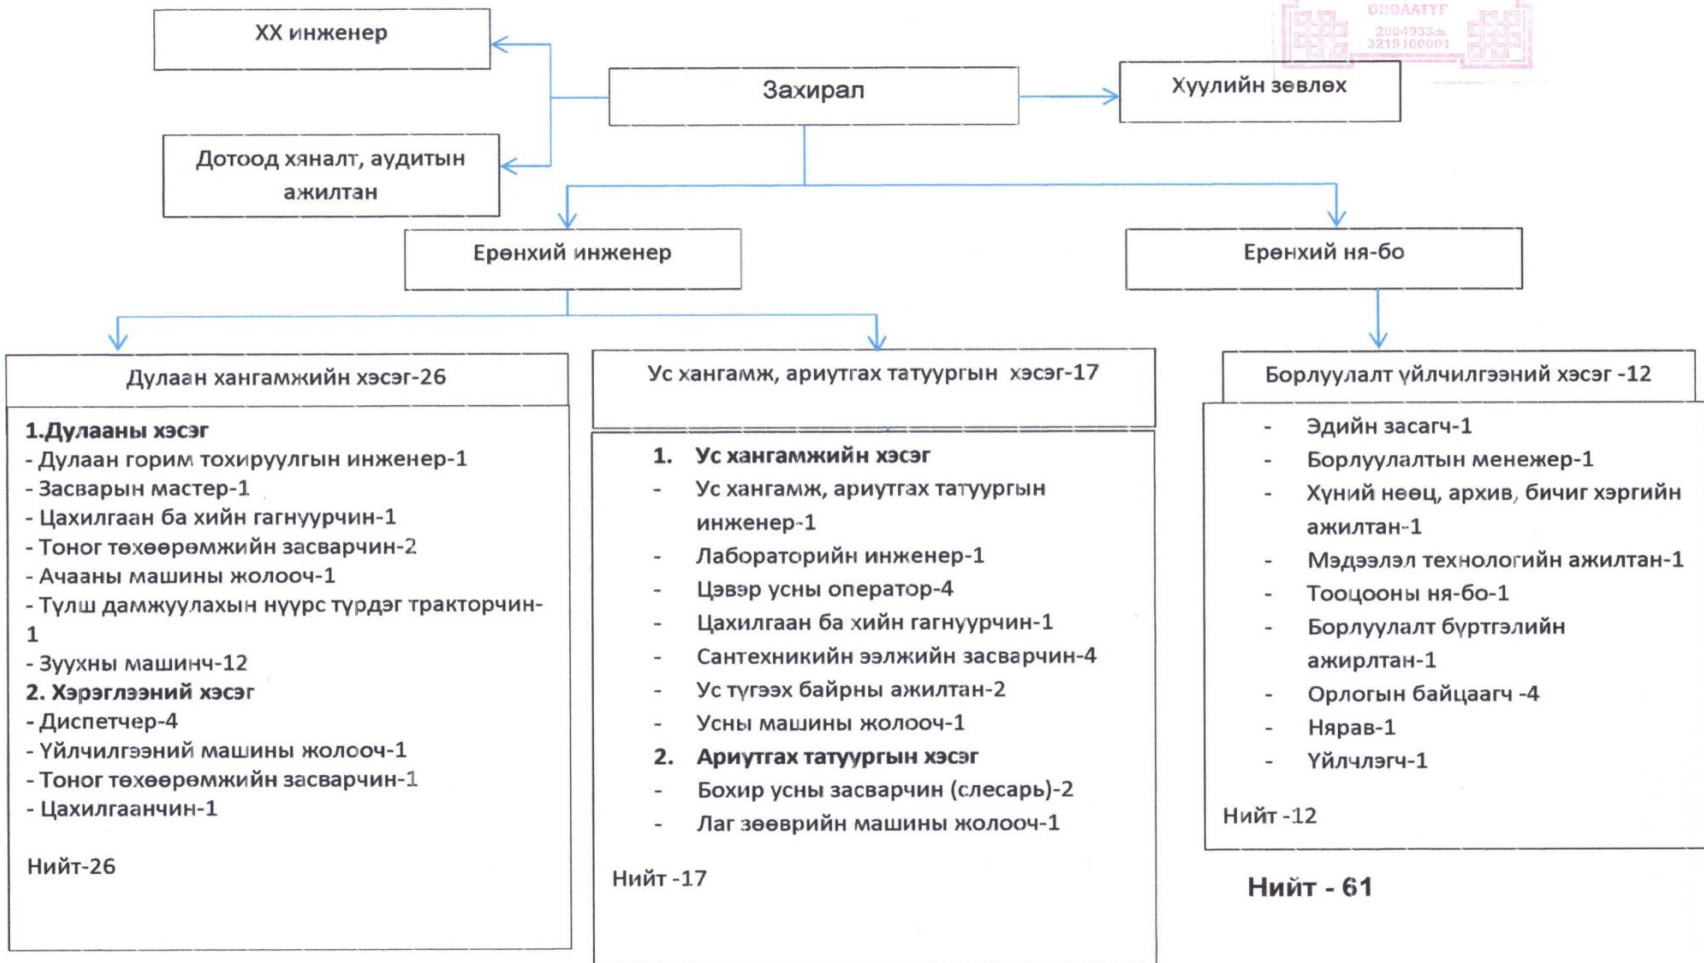 ОНОЛААТУГ
2004933
3219100001
ХХ инженер
Захирал
Хуулийн зөвлөх
Дотоод хяналт, аудитын
ажилтан
Ерөнхий инженер
Ерөнхий ня-бо
Дулаан хангамжийн хэсэг-26
1.Дулааны хэсэг
- Дулаан горим тохируулгын инженер-1
- Засварын мастер-1
- Цахилгаан ба хийн гагнуурчин-1
- Тоног төхөөрөмжийн засварчин-2
- Ачааны машины жолооч-1
- Түлш дамжуулахын нүүрс түрдэг тракторчин-
1
- Зуухны машинч-12
2. Хэрэглээний хэсэг
- Диспетчер-4
- Үйлчилгээний машины жолооч-1
- Тоног төхөөрөмжийн засварчин-1
- Цахилгаанчин-1
Нийт-26
Ус хангамж, ариутгах татуургын хэсэг-17
1. Ус хангамжийн хэсэг
- Ус хангамж, ариутгах татуургын
инженер-1
- Лабораторийн инженер-1
- Цэвэр усны оператор-4
- Цахилгаан ба хийн гагнуурчин-1
- Сантехникийн ээлжийн засварчин-4
- Ус түгээх байрны ажилтан-2
- Усны машины жолооч-1
2. Ариутгах татуургын хэсэг
- Бохир усны засварчин (слесарь)-2
- Лаг зөөврийн машины жолооч-1
Нийт -17
Борлуулалт үйлчилгээний хэсэг -12
- Эдийн засагч-1
- Борлуулалтын менежер-1
- Хүний нөөц, архив, бичиг хэргийн
ажилтан-1
- Мэдээлэл технологийн ажилтан-1
- Тооцооны ня-бо-1
- Борлуулалт бүртгэлийн
ажирлтан-1
- Орлогын байцаагч -4
- Нярав-1
- Үйлчлэгч-1
Нийт -12
Нийт - 61